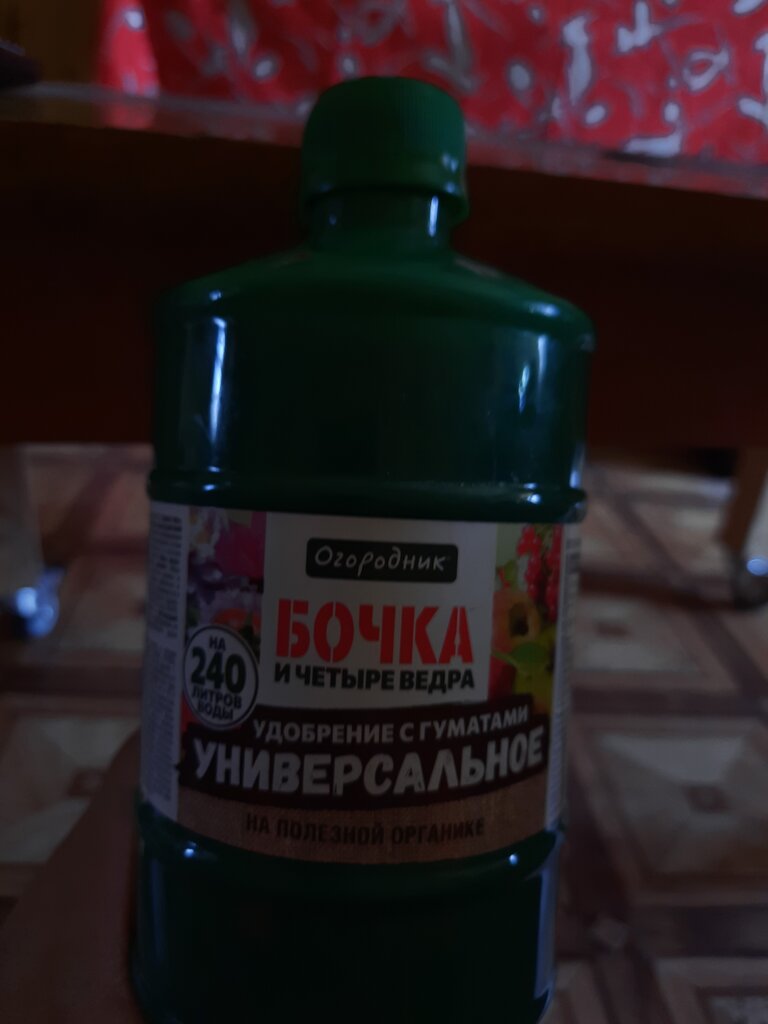 Огородник
БОЧКА
И ЧЕТЫРЕ ВЕДРА
НА
240
ЛИТРОВ
ВОДЫ
УДОБРЕНИЕ С ГУМАТАМИ
УНИВЕРСАЛЬНОЕ
НА ПОЛЕЗНОЙ ОРГАНИКЕ